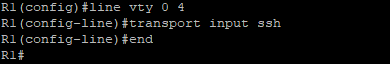 R1(config)#line vty 0 4
R1(config-line)#transport input ssh
R1(config-line)#end
R1#